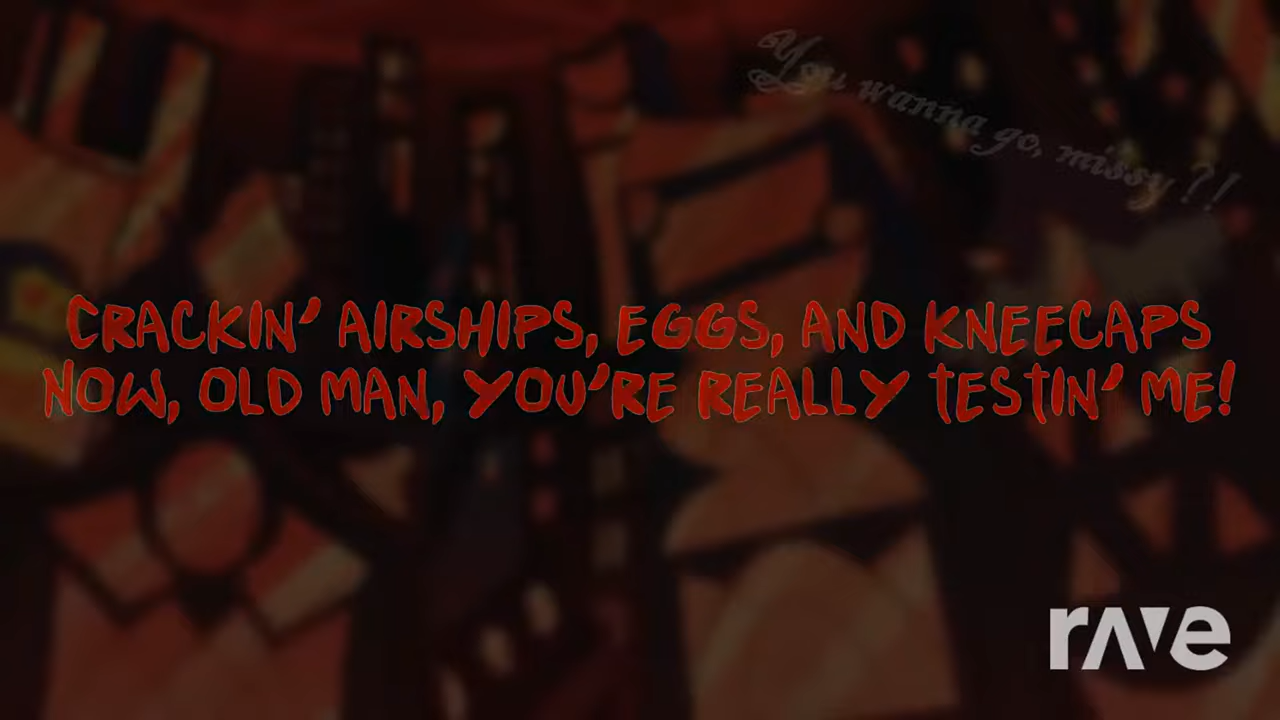 You wanna go, missy?!
CRACKIN' AIRSHIPS, EGGS, AND KNEECAPS
NOW, OLD MAN, YOU'RE REALLY TESTIN' ME!
rave